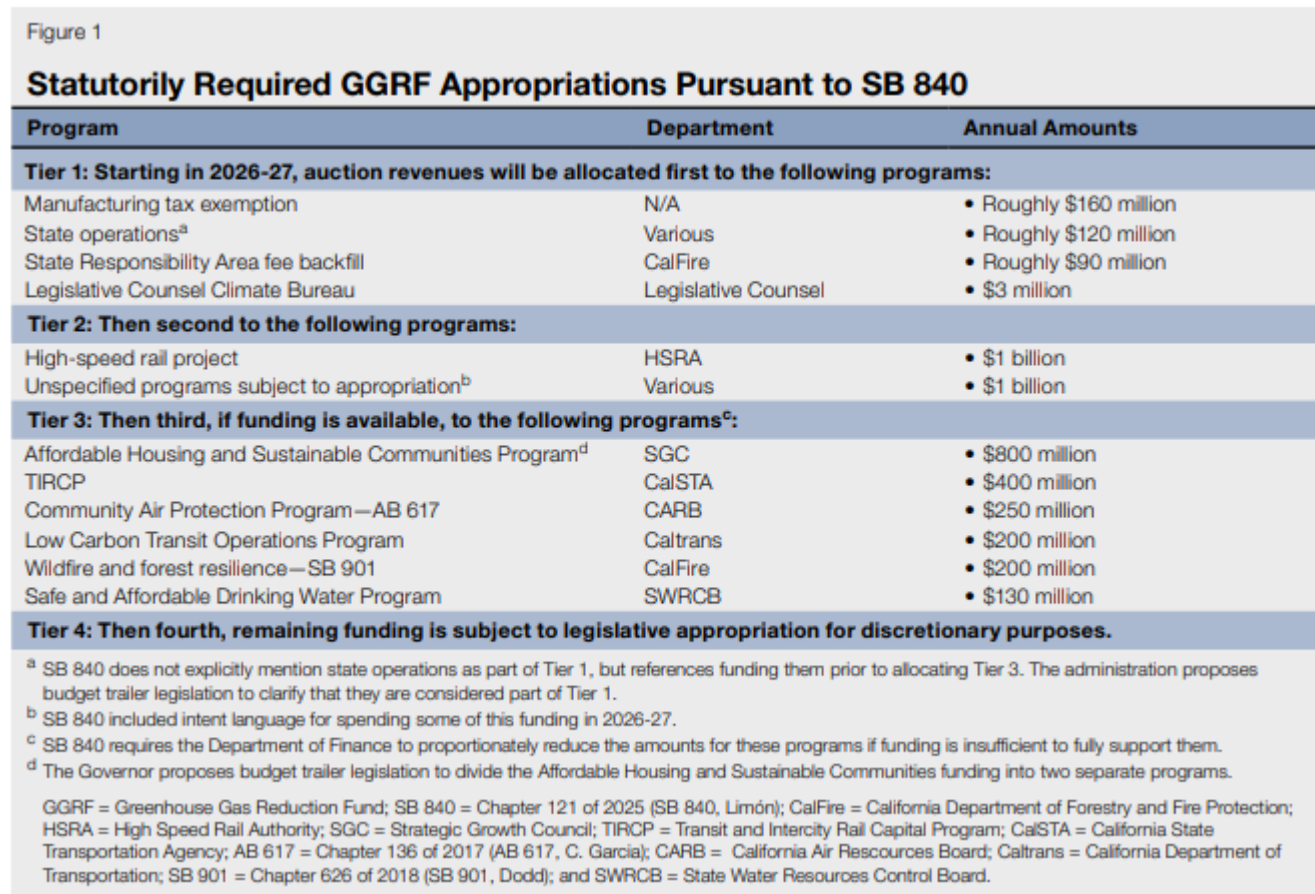 Figure 1
Statutorily Required GGRF Appropriations Pursuant to SB 840
Program Department Annual Amounts
Tier 1: Starting in 2026-27, auction revenues will be allocated first to the following programs:
Manufacturing tax exemption N/A • Roughly $160 million
State operationsa Various • Roughly $120 million
State Responsibility Area fee backfill CalFire • Roughly $90 million
Legislative Counsel Climate Bureau Legislative Counsel • $3 million
Tier 2: Then second to the following programs:
High-speed rail project HSRA • $1 billion
Unspecified programs subject to appropriationb Various • $1 billion
Tier 3: Then third, if funding is available, to the following programsc:
Affordable Housing and Sustainable Communities Programd SGC • $800 million
TIRCP CalSTA • $400 million
Community Air Protection Program—AB 617 CARB • $250 million
Low Carbon Transit Operations Program Caltrans • $200 million
Wildfire and forest resilience—SB 901 CalFire • $200 million
Safe and Affordable Drinking Water Program SWRCB • $130 million
Tier 4: Then fourth, remaining funding is subject to legislative appropriation for discretionary purposes.
a SB 840 does not explicitly mention state operations as part of Tier 1, but references funding them prior to allocating Tier 3. The administration proposes
budget trailer legislation to clarify that they are considered part of Tier 1.
b SB 840 included intent language for spending some of this funding in 2026-27.
c SB 840 requires the Department of Finance to proportionately reduce the amounts for these programs if funding is insufficient to fully support them.
d The Governor proposes budget trailer legislation to divide the Affordable Housing and Sustainable Communities funding into two separate programs.
GGRF = Greenhouse Gas Reduction Fund; SB 840 = Chapter 121 of 2025 (SB 840, Limón); CalFire = California Department of Forestry and Fire Protection;
HSRA = High Speed Rail Authority; SGC = Strategic Growth Council; TIRCP = Transit and Intercity Rail Capital Program; CalSTA = California State
Transportation Agency; AB 617 = Chapter 136 of 2017 (AB 617, C. Garcia); CARB = California Air Rescources Board; Caltrans = California Department of
Transportation; SB 901 = Chapter 626 of 2018 (SB 901, Dodd); and SWRCB = State Water Resources Control Board.